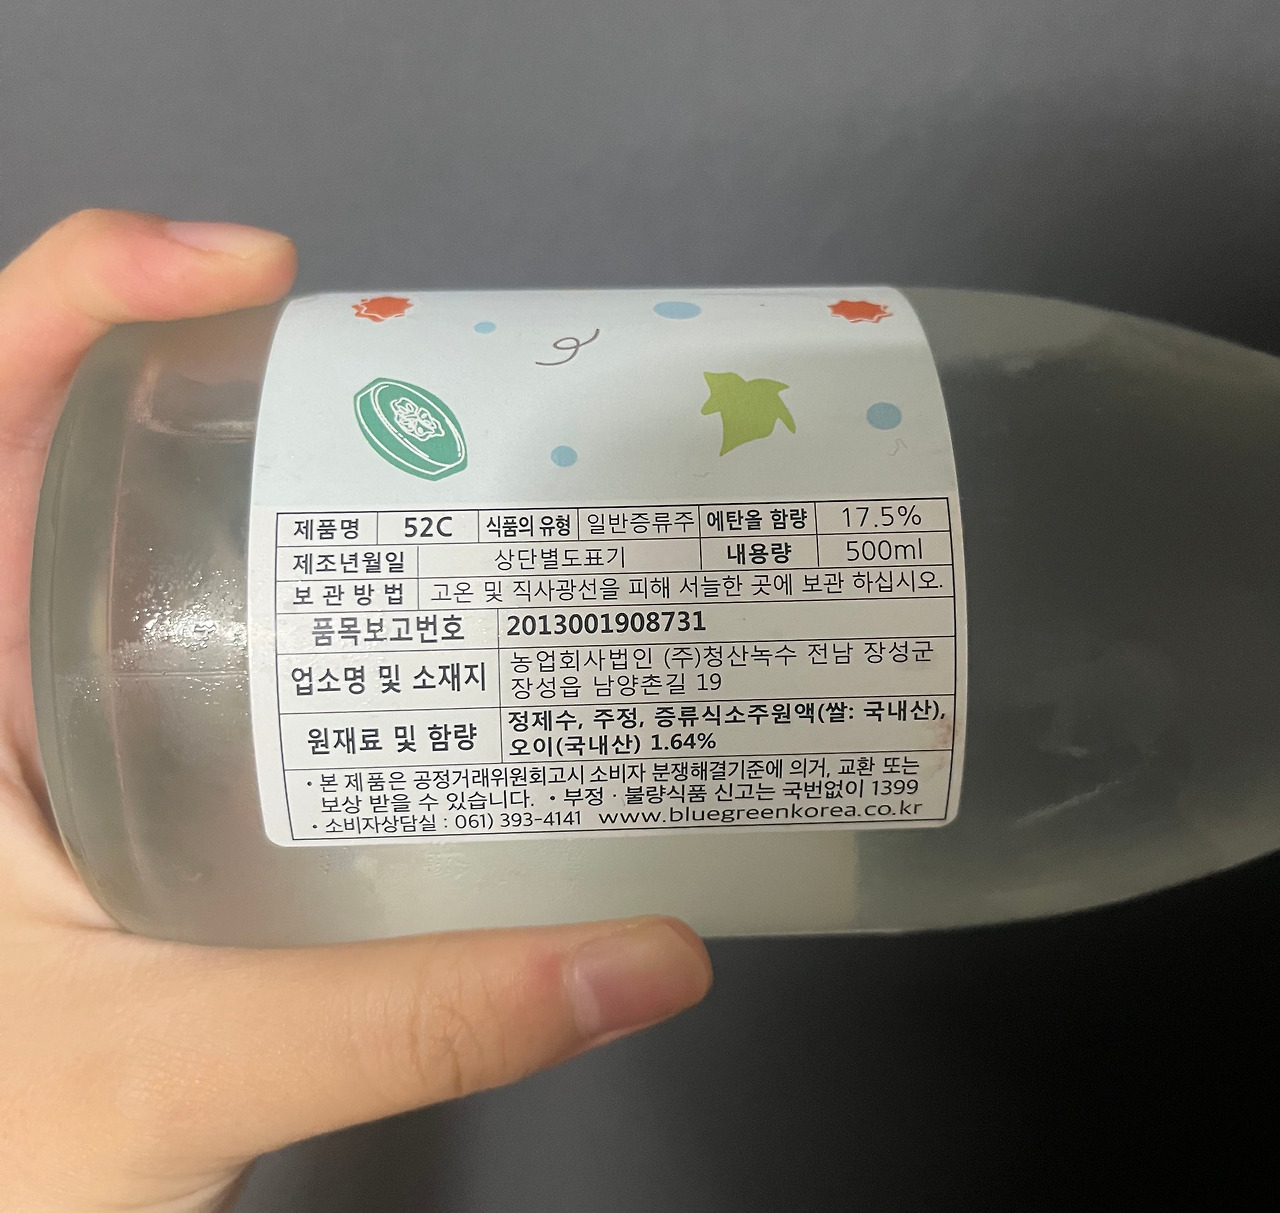 제품명 52C 식품의 유형 일반증류주 에탄올 함량 17.5%
제조년월일 상단별도표기 내용량 500ml
보 관 방 법 고온 및 직사광선을 피해 서늘한 곳에 보관 하십시오.
품목보고번호 2013001908731
업소명 및 소재지 농업회사법인 (주)청산녹수 전남 장성군
장성읍 남양촌길 19
원재료 및 함량 정제수, 주정, 증류식소주원액(쌀: 국내산),
오이(국내산) 1.64%
• 본 제품은 공정거래위원회고시 소비자 분쟁해결기준에 의거, 교환 또는
보상 받을 수 있습니다. • 부정 · 불량식품 신고는 국번없이 1399
• 소비자상담실 : 061) 393-4141 www.bluegreenkorea.co.kr